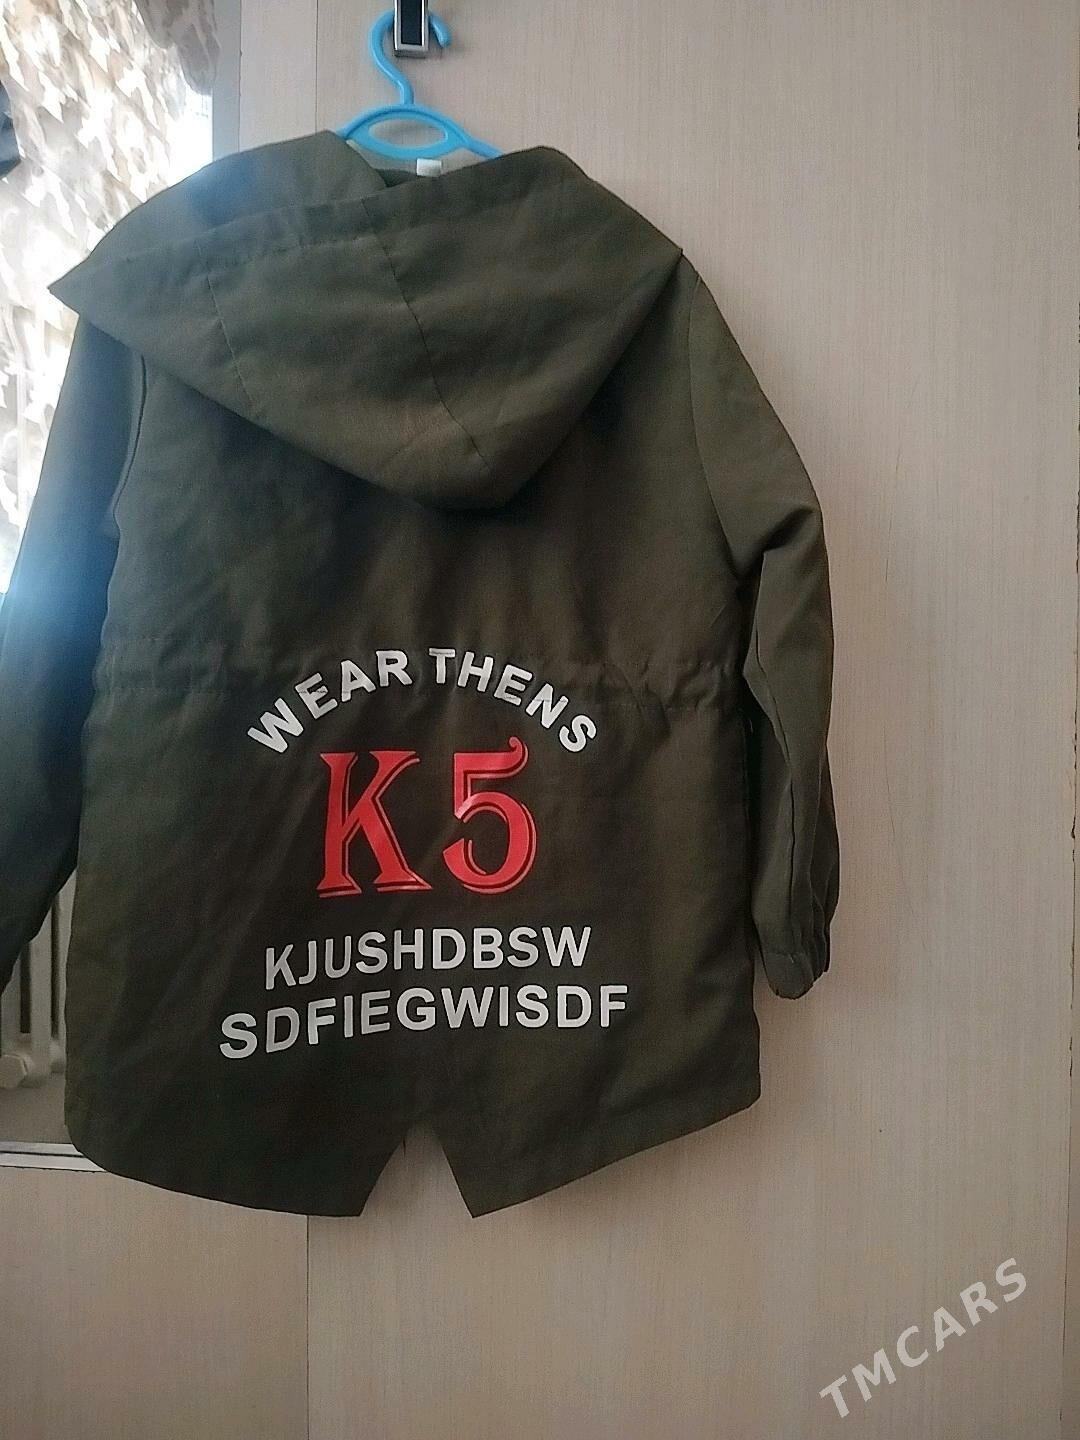 WEAR THENS
K5
KJUSHDBSW
SDFIEGWISDF
TMCARS